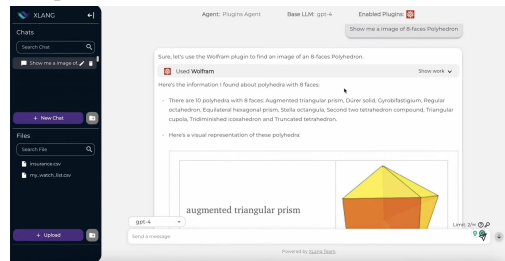 XLANG
Agent: Plugins Agent
Base LLM: gpt-4
Enabled Plugins:
Chats
Search Chat
Show me a image of
+ New Chat
Files
Search File
insurance.csv
my_watch_list.csv
+ Upload
Show me a image of 8-faces Polyhedron
Sure, let's use the Wolfram plugin to find an image of an 8-faces Polyhedron.
Used Wolfram
Show work
Here's the information I found about polyhedra with 8 faces:
- There are 10 polyhedra with 8 faces: Augmented triangular prism, Dürer solid, Gyrobifastigium, Regular
octahedron, Equilateral hexagonal prism, Stella octangula, Second two tetrahedron compound, Triangular
cupola, Tridiminished icosahedron and Truncated tetrahedron.
- Here's a visual representation of these polyhedra.
augmented triangular prism
gpt-4
Limit: 2/∞
Send a message
Powered by Xlang Team